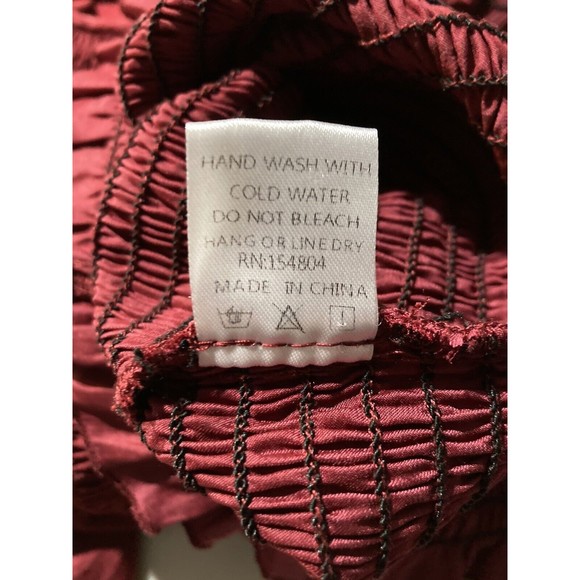 HAND WASH WITH
COLD WATER
DO NOT BLEACH
HANG OR LINE DRY
RN:154804
MADE IN CHINA